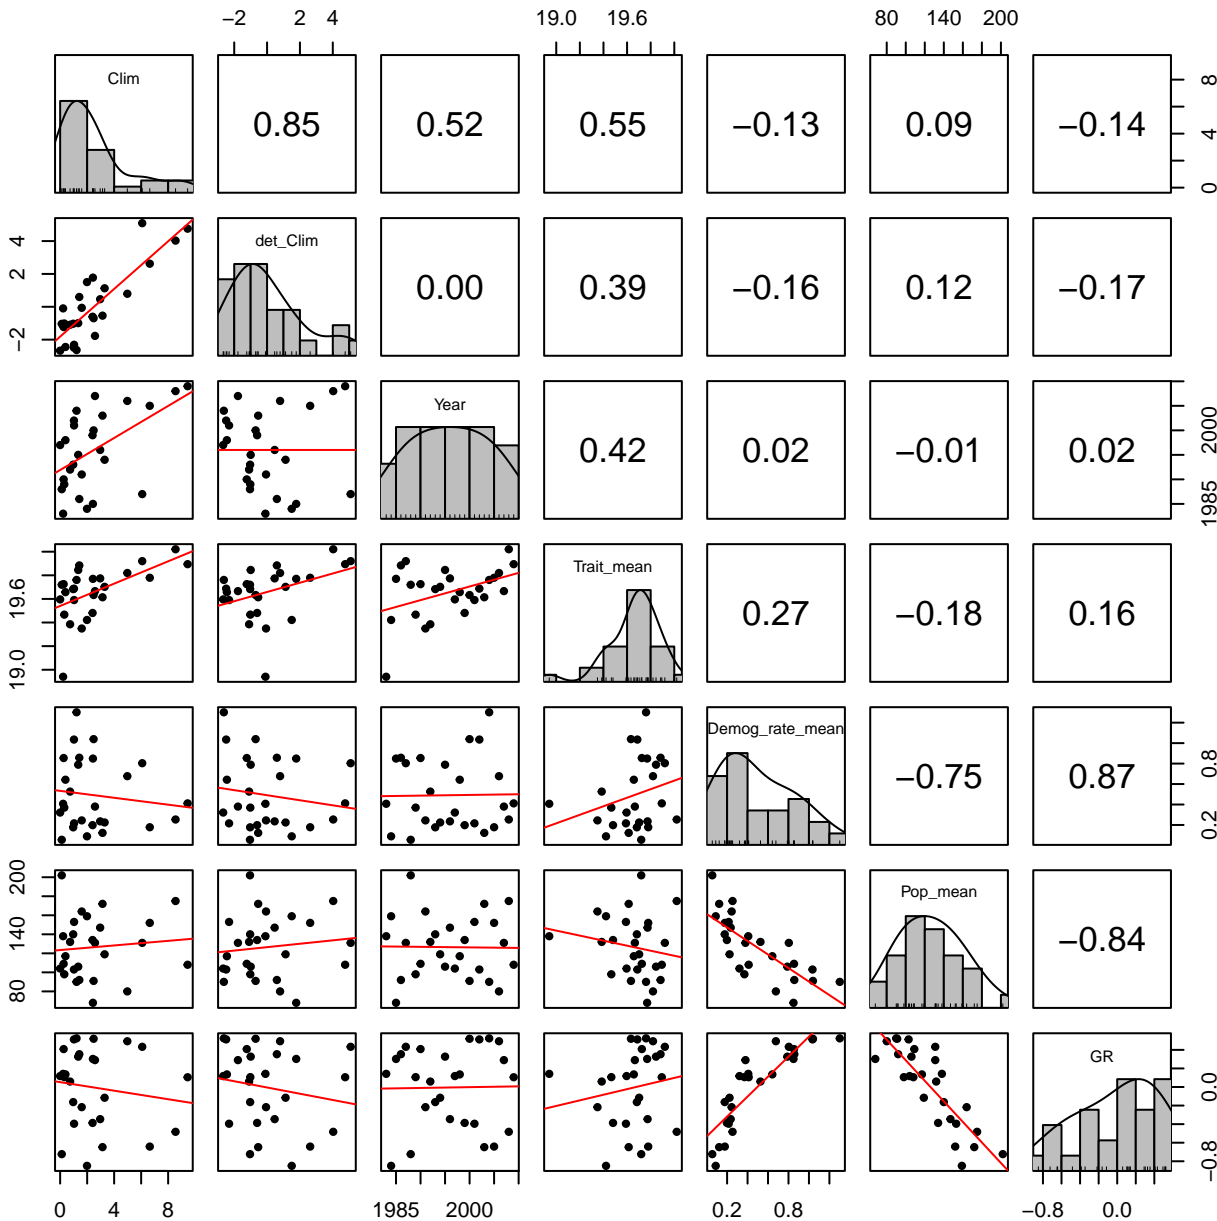 −2 2 4 19.0 19.6 80 140 200
Clim
0.85 0.52 0.55 −0.13 0.09 −0.14
0 4 8
−2 2 4
det_Clim
0.00 0.39 −0.16 0.12 −0.17
Year
0.42 0.02 −0.01 0.02
1985 2000
19.0 19.6
Trait_mean
0.27 −0.18 0.16
Demog_rate_mean
−0.75 0.87
0.2 0.8
80 140 200
Pop_mean
−0.84
GR
−0.8 0.0
0 4 8 1985 2000 0.2 0.8 −0.8 0.0